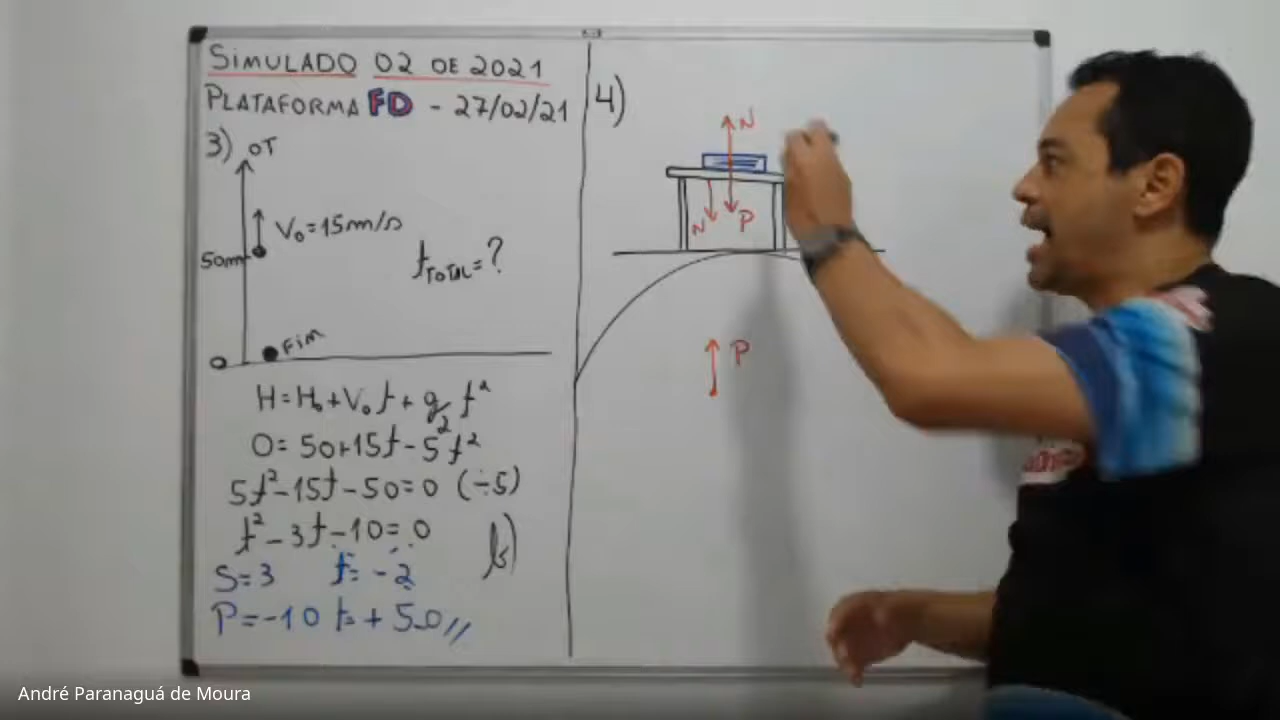 SIMULADO 02 DE 2021
PLATAFORMA FD - 27/02/21
3) OT
V₀=15m/s
50m
t TOTAL = ?
0
Fim
H=H₀+V₀t+g/2 t²
0=50+15t-5t²
5t²-15t-50=0 (÷5)
t²-3t-10=0
b)
S=3 t=-2
P=-10 t=+5,0//
4)
N
N P
P
André Paranaguá de Moura